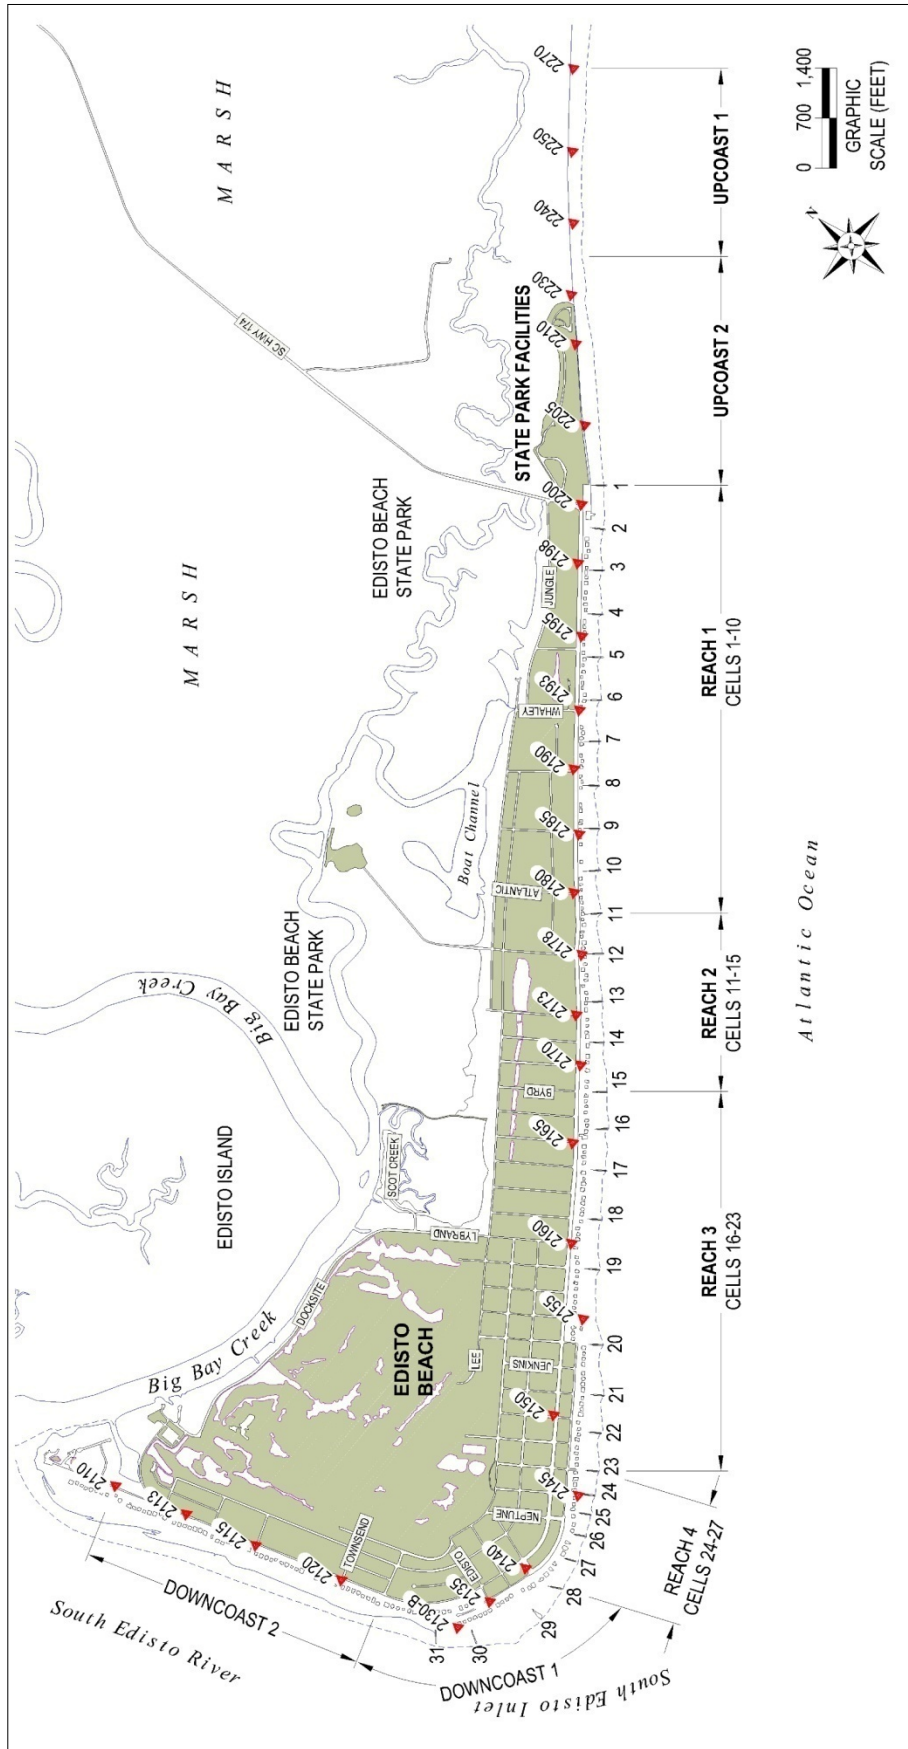 MARSH
MARSH
SC HWY 174
EDISTO BEACH
STATE PARK
EDISTO BEACH
STATE PARK
STATE PARK FACILITIES
Boat Channel
Big Bay Creek
EDISTO ISLAND
SCOT CREEK
LYBRAND
DOCKSITE
Big Bay Creek
EDISTO
BEACH
LEE
JENKINS
NEPTUNE
EDISTO
TOWNSEND
BYRD
ATLANTIC
WHALEY
JUNGLE
2270
2250
2240
2230
2210
2205
2200
2198
2195
2193
2190
2185
2180
2178
2173
2170
2165
2160
2155
2150
2145
2140
2135
2130-B
2120
2115
2113
2110
1
2
3
4
5
6
7
8
9
10
11
12
13
14
15
16
17
18
19
20
21
22
23
24
25
26
27
28
29
30
31
UPCOAST 1
UPCOAST 2
REACH 1
CELLS 1-10
REACH 2
CELLS 11-15
REACH 3
CELLS 16-23
REACH 4
CELLS 24-27
DOWNCOAST 1
DOWNCOAST 2
South Edisto River
South Edisto Inlet
Atlantic Ocean
N
0 700 1,400
GRAPHIC
SCALE (FEET)